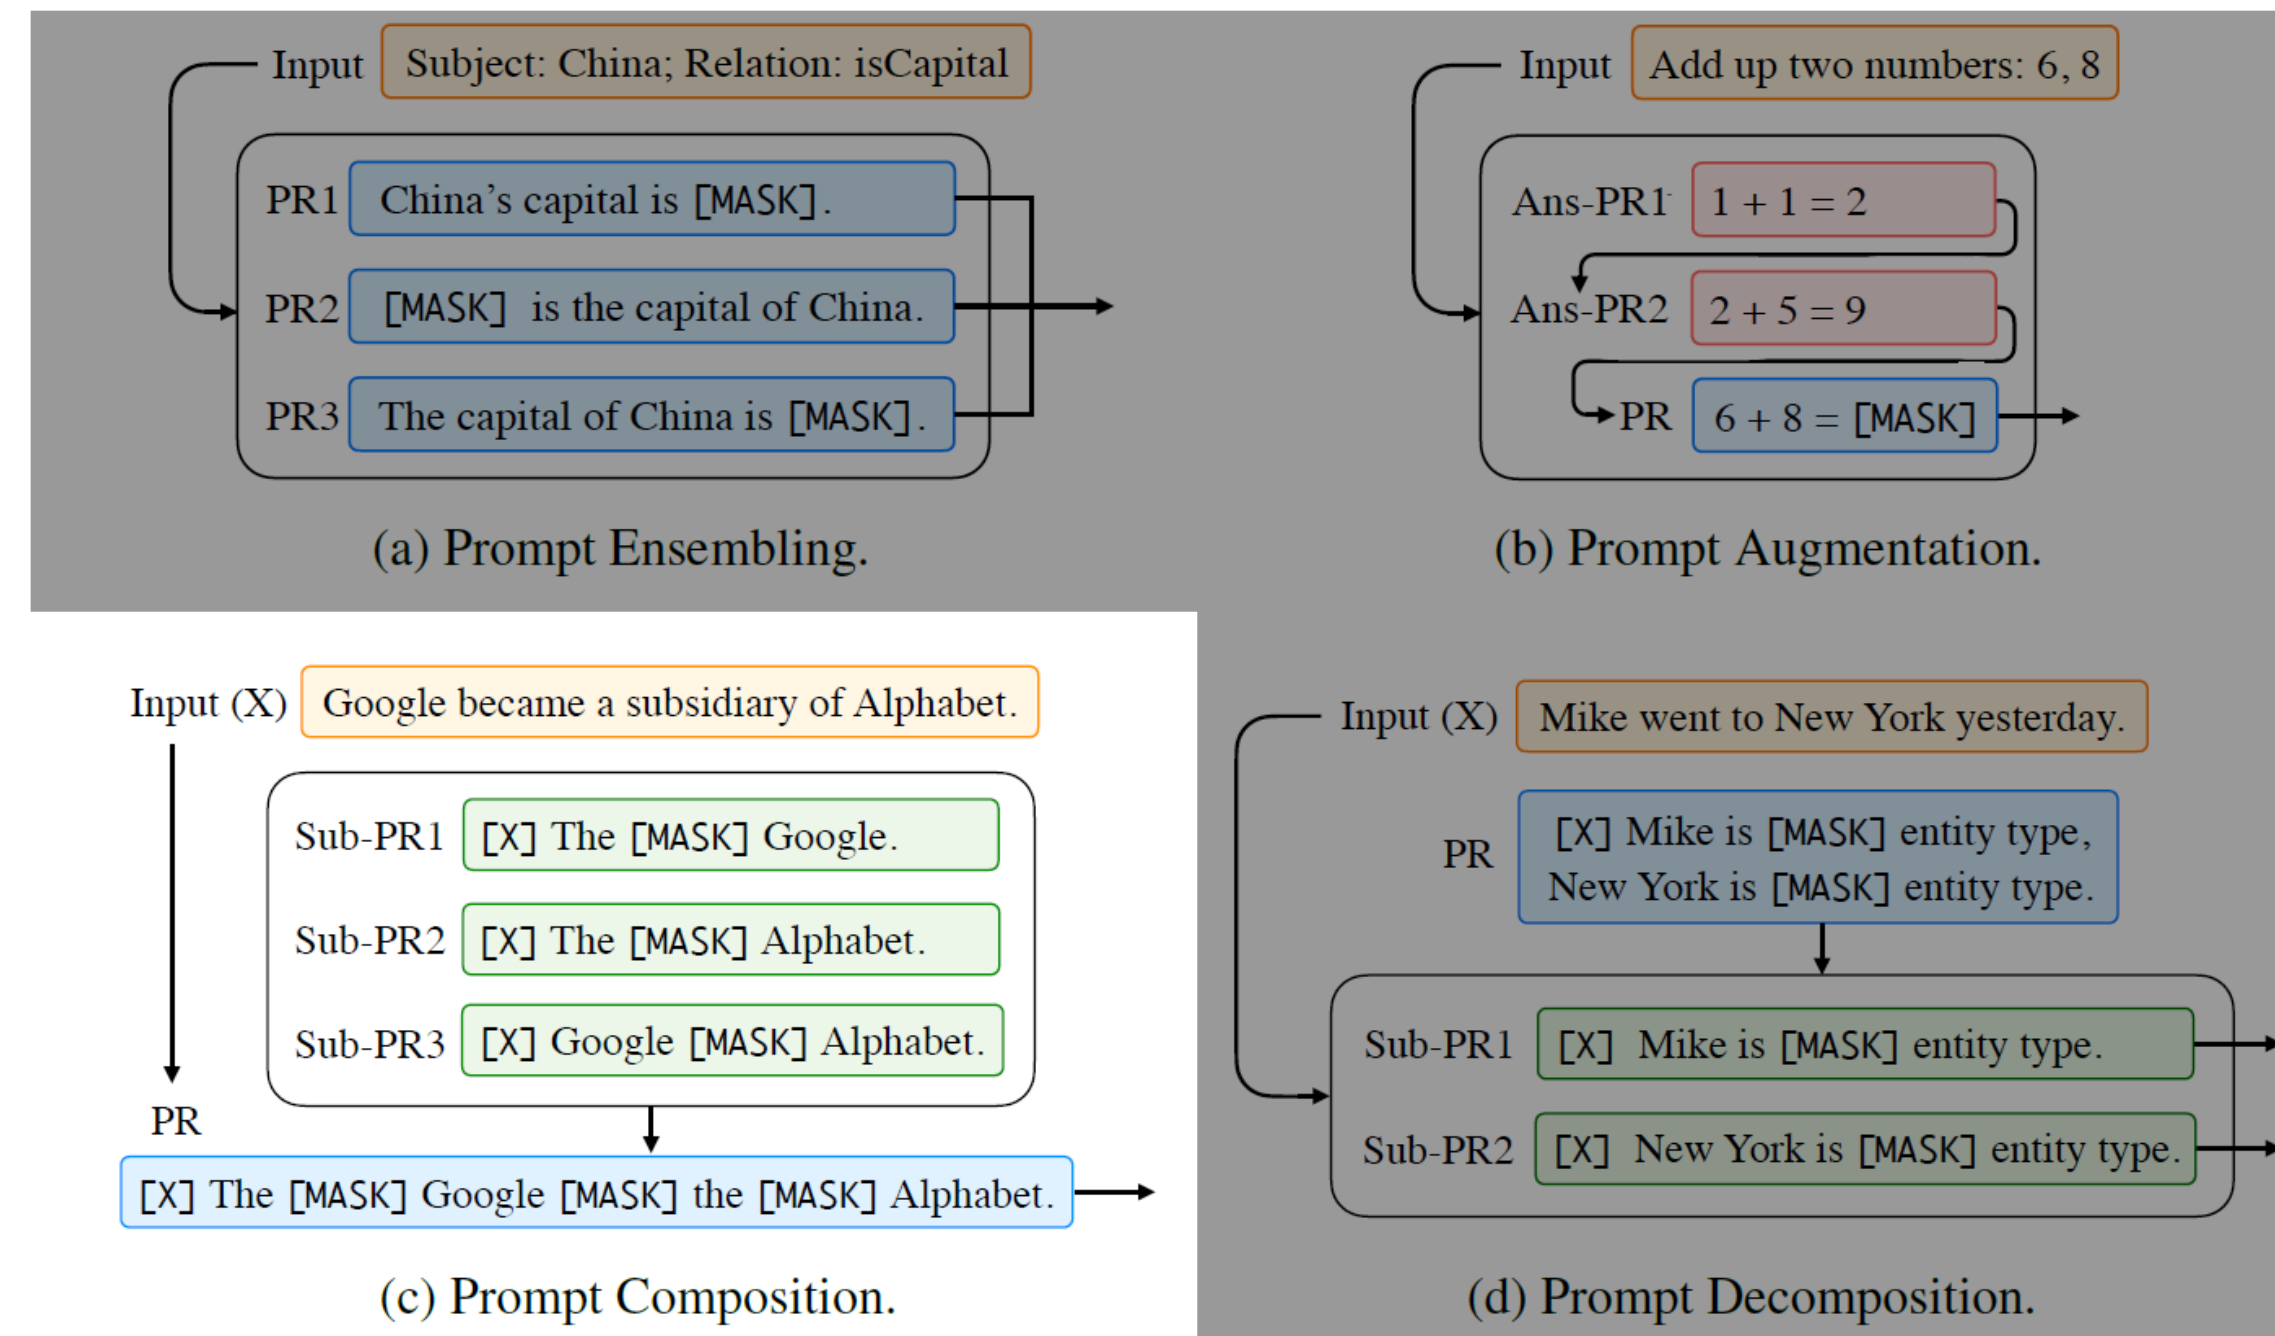 Input Subject: China; Relation: isCapital
PR1 China's capital is [MASK].
PR2 [MASK] is the capital of China.
PR3 The capital of China is [MASK].
(a) Prompt Ensembling.
Input Add up two numbers: 6, 8
Ans-PR1 1 + 1 = 2
Ans-PR2 2 + 5 = 9
PR 6 + 8 = [MASK]
(b) Prompt Augmentation.
Input (X) Google became a subsidiary of Alphabet.
Sub-PR1 [X] The [MASK] Google.
Sub-PR2 [X] The [MASK] Alphabet.
Sub-PR3 [X] Google [MASK] Alphabet.
PR
[X] The [MASK] Google [MASK] the [MASK] Alphabet.
(c) Prompt Composition.
Input (X) Mike went to New York yesterday.
PR [X] Mike is [MASK] entity type,
New York is [MASK] entity type.
Sub-PR1 [X] Mike is [MASK] entity type.
Sub-PR2 [X] New York is [MASK] entity type.
(d) Prompt Decomposition.